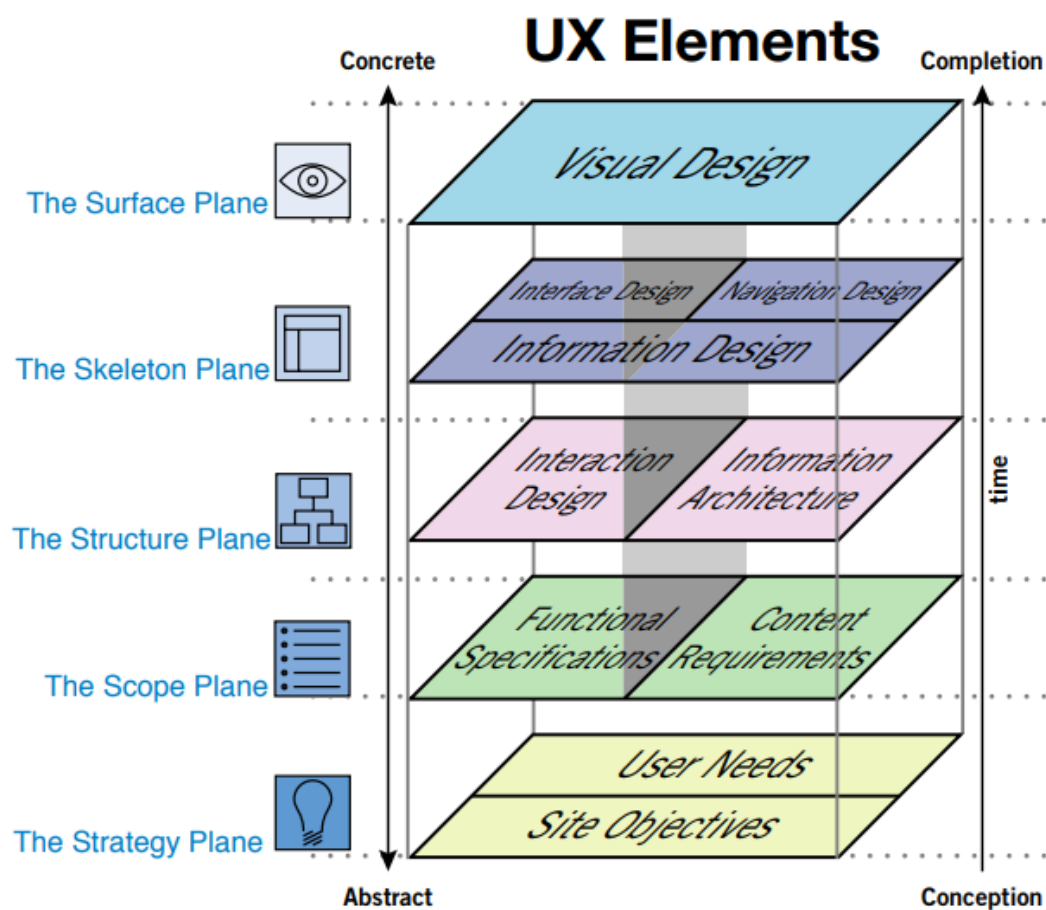 UX Elements
Concrete
Completion
Visual Design
The Surface Plane
Interface Design
Navigation Design
Information Design
The Skeleton Plane
Interaction
Design
Information
Architecture
The Structure Plane
time
Functional
Specifications
Content
Requirements
The Scope Plane
User Needs
Site Objectives
The Strategy Plane
Abstract
Conception